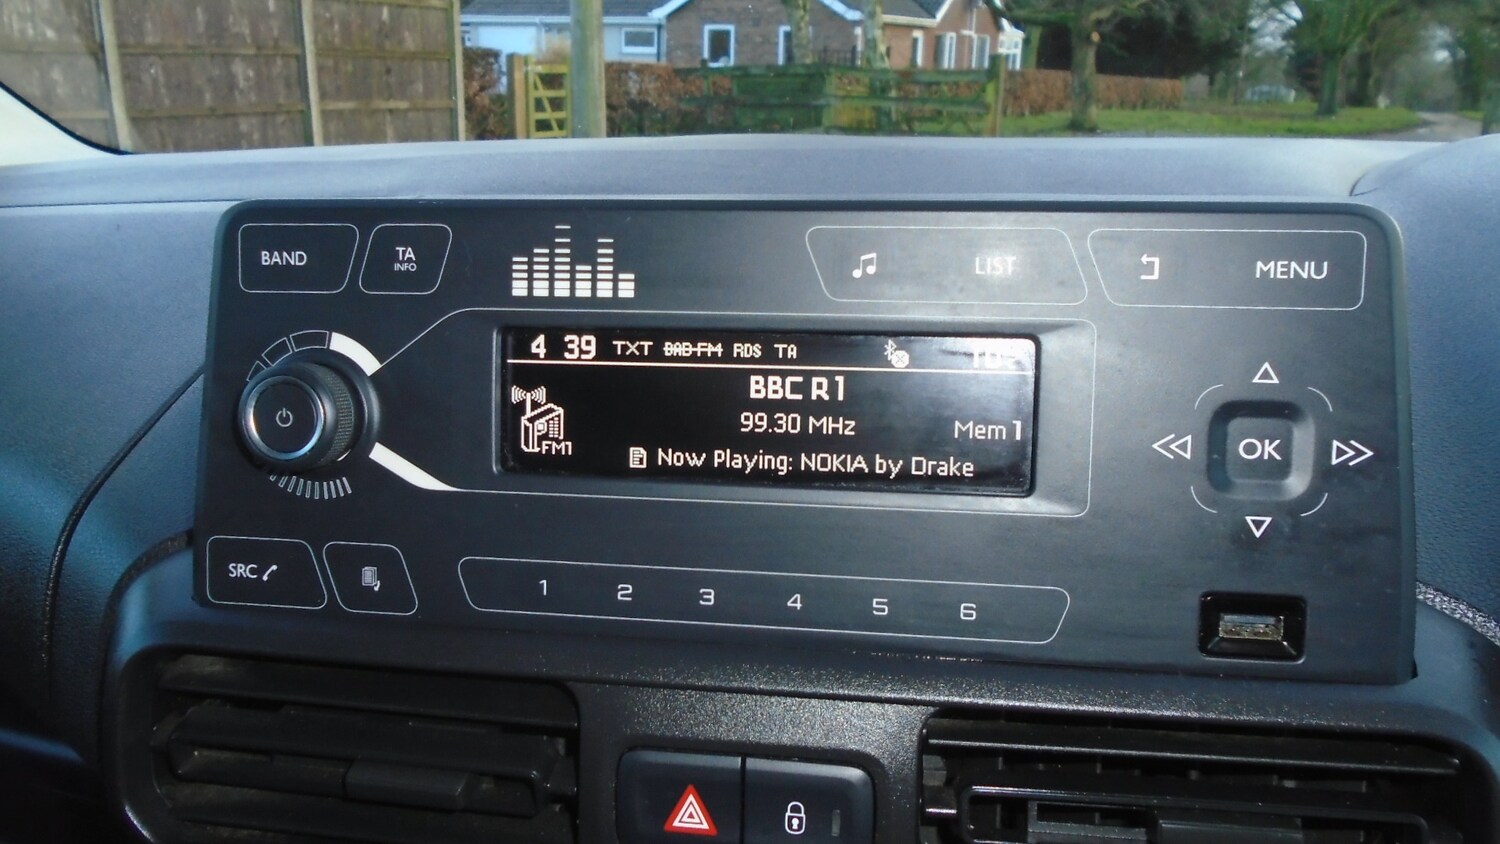 BAND
TA
INFO
LIST
MENU
4 39 TXT DAB-FM RDS TA
BBC R1
99.30 MHz
Mem 1
FM1
Now Playing: NOKIA by Drake
OK
SRC
1 2 3 4 5 6